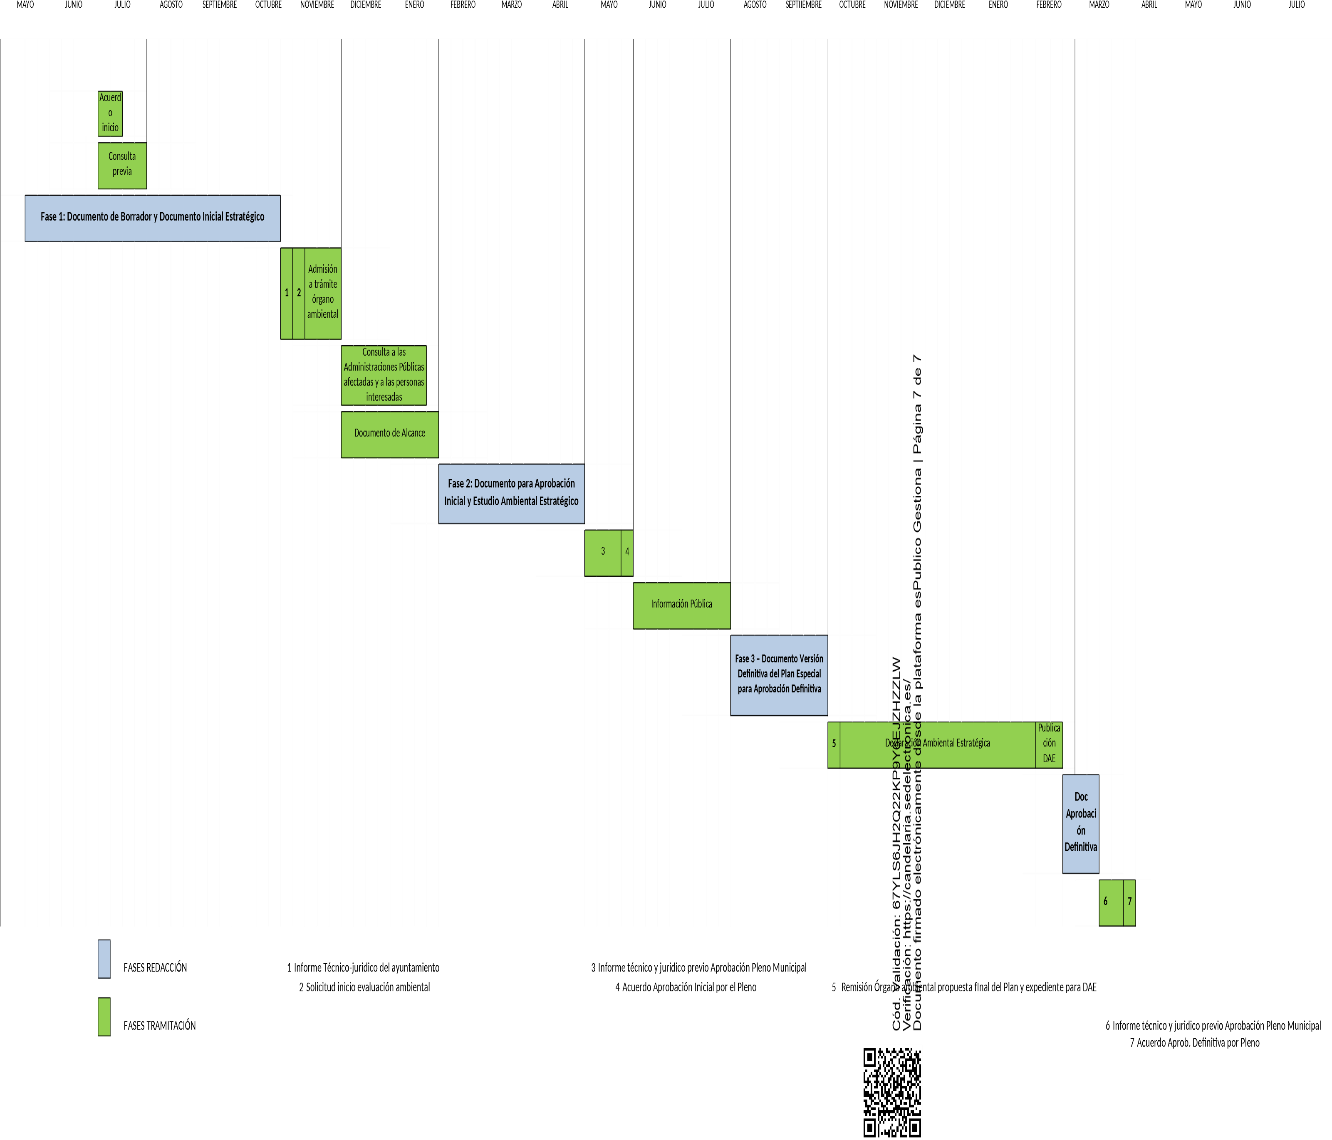 MAYO JUNIO JULIO AGOSTO SEPTIEMBRE OCTUBRE NOVIEMBRE DICIEMBRE ENERO FEBRERO MARZO ABRIL MAYO JUNIO JULIO AGOSTO SEPTIIEMBRE OCTUBRE NOVIEMBRE DICIEMBRE ENERO FEBRERO MARZO ABRIL MAYO JUNIO JULIO
Acuerd
o
inicio
Consulta
previa
Fase 1: Documento de Borrador y Documento Inicial Estratégico
1 2
Admisión
a trámite
órgano
ambiental
Consulta a las
Administraciones Públicas
afectadas y a las personas
interesadas
Documento de Alcance
Fase 2: Documento para Aprobación
Inicial y Estudio Ambiental Estratégico
3 4
Información Pública
Fase 3 - Documento Versión
Definitiva del Plan Especial
para Aprobación Definitiva
5 Declaración Ambiental Estratégica
Publica
ción
DAE
Doc
Aprobaci
ón
Definitiva
6 7
FASES REDACCIÓN
FASES TRAMITACIÓN
1 Informe Técnico-juridico del ayuntamiento
2 Solicitud inicio evaluación ambiental
3 Informe técnico y juridico previo Aprobación Pleno Municipal
4 Acuerdo Aprobación Inicial por el Pleno
5 Remisión Órgano ambiental propuesta final del Plan y expediente para DAE
6 Informe técnico y juridico previo Aprobación Pleno Municipal
7 Acuerdo Aprob. Definitiva por Pleno
Cód. Validación: 67YLS6JH2Q22KP9YGEJZHZZLW
Verificación: https://candelaria.sedelectronica.es/
Documento firmado electrónicamente desde la plataforma esPublico Gestiona | Página 7 de 7